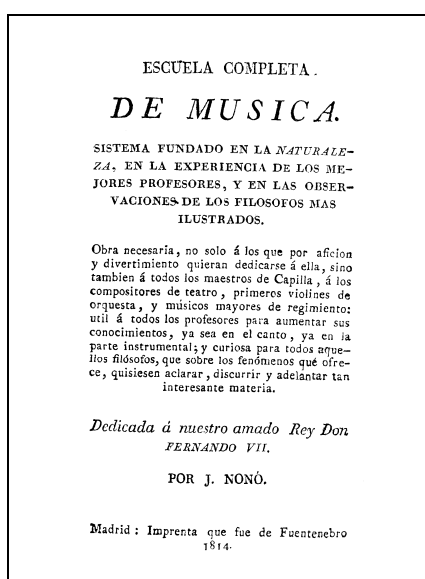 ESCUELA COMPLETA.
DE MUSICA.
SISTEMA FUNDADO EN LA NATURALE-
ZA, EN LA EXPERIENCIA DE LOS ME-
JORES PROFESORES, Y EN LAS OBSER-
VACIONES DE LOS FILOSOFOS MAS
ILUSTRADOS.
Obra necesaria, no solo á los que por aficion
y divertimiento quieran dedicarse á ella, sino
tambien á todos los maestros de Capilla, á los
compositores de teatro, primeros violines de
orquesta, y músicos mayores de regimiento:
util á todos los profesores para aumentar sus
conocimientos, ya sea en el canto, ya en la
parte instrumental; y curiosa para todos aque-
llos filósofos, que sobre los fenómenos que ofre-
ce, quisiesen aclarar, discurrir y adelantar tan
interesante materia.
Dedicada á nuestro amado Rey Don
FERNANDO VII.
POR J. NONÓ.
Madrid: Imprenta que fue de Fuentenebro
1814.